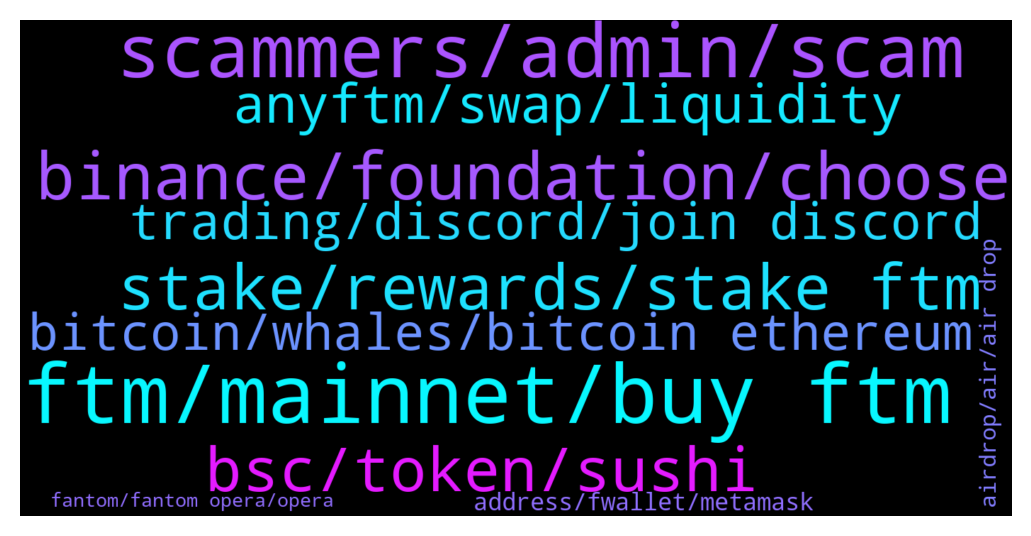 scammers/admin/scam
anyftm/swap/liquidity
binance/foundation/choose
trading/discord/join discord
stake/rewards/stake ftm
bitcoin/whales/bitcoin ethereum
ftm/mainnet/buy ftm
bsc/token/sushi
fantom/fantom opera/opera
address/fwallet/metamask
airdrop/air/air drop